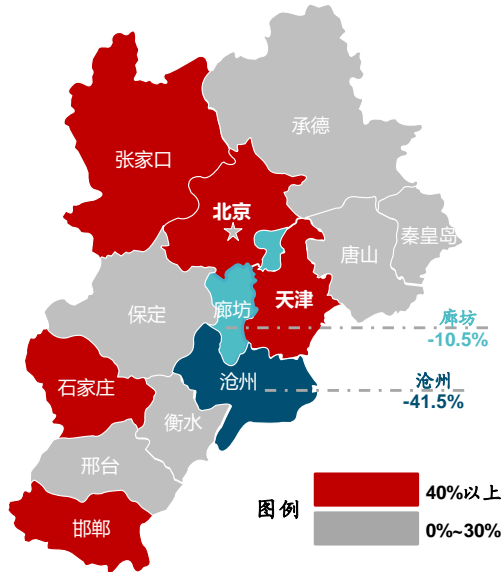 承德
张家口
北京
秦皇岛
唐山
天津
廊坊
保定
廊坊
-10.5%
沧州
沧州
-41.5%
石家庄
衡水
邢台
邯郸
图例
40%以上
0%~30%